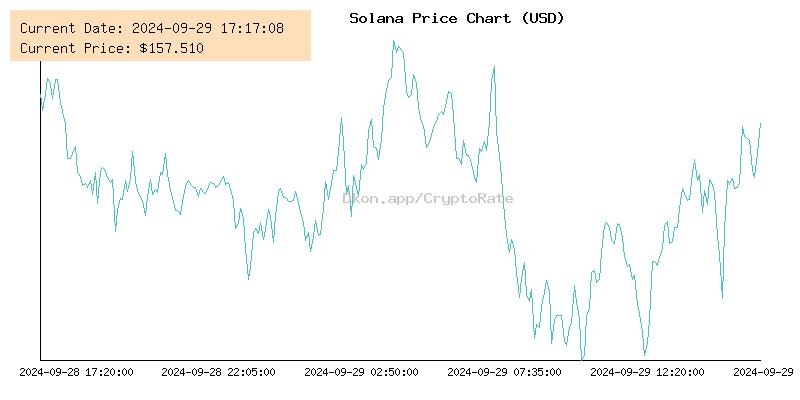 Solana Price Chart (USD)
Current Date: 2024-09-29 17:17:08
Current Price: $157.510
Dkon.app/CryptoRate
2024-09-28 17:20:00 2024-09-28 22:05:00 2024-09-29 02:50:00 2024-09-29 07:35:00 2024-09-29 12:20:00 2024-09-29